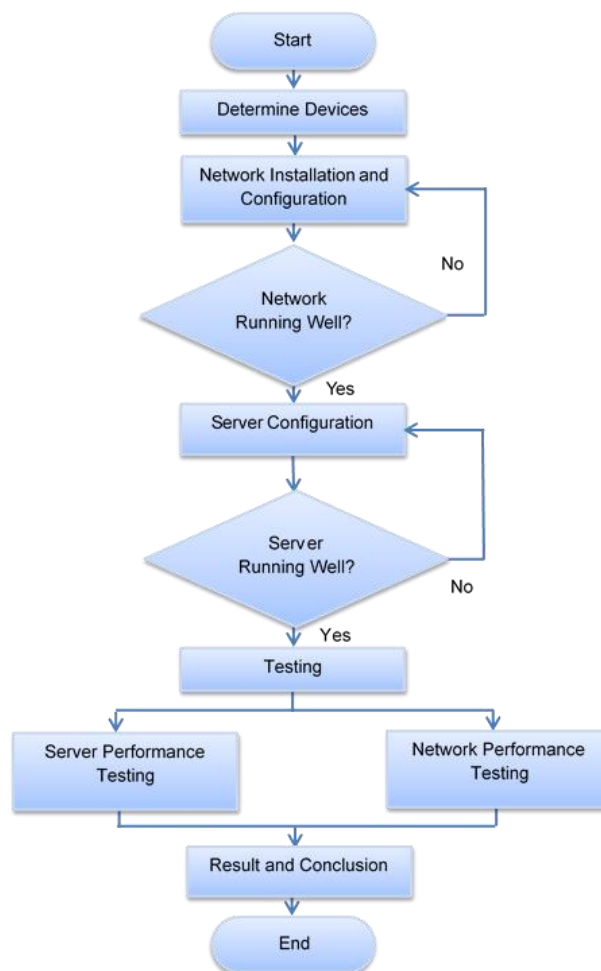 Start
Determine Devices
Network Installation and
Configuration
No
Network
Running Well?
Yes
Server Configuration
Server
Running Well?
No
Yes
Testing
Server Performance
Testing
Network Performance
Testing
Result and Conclusion
End